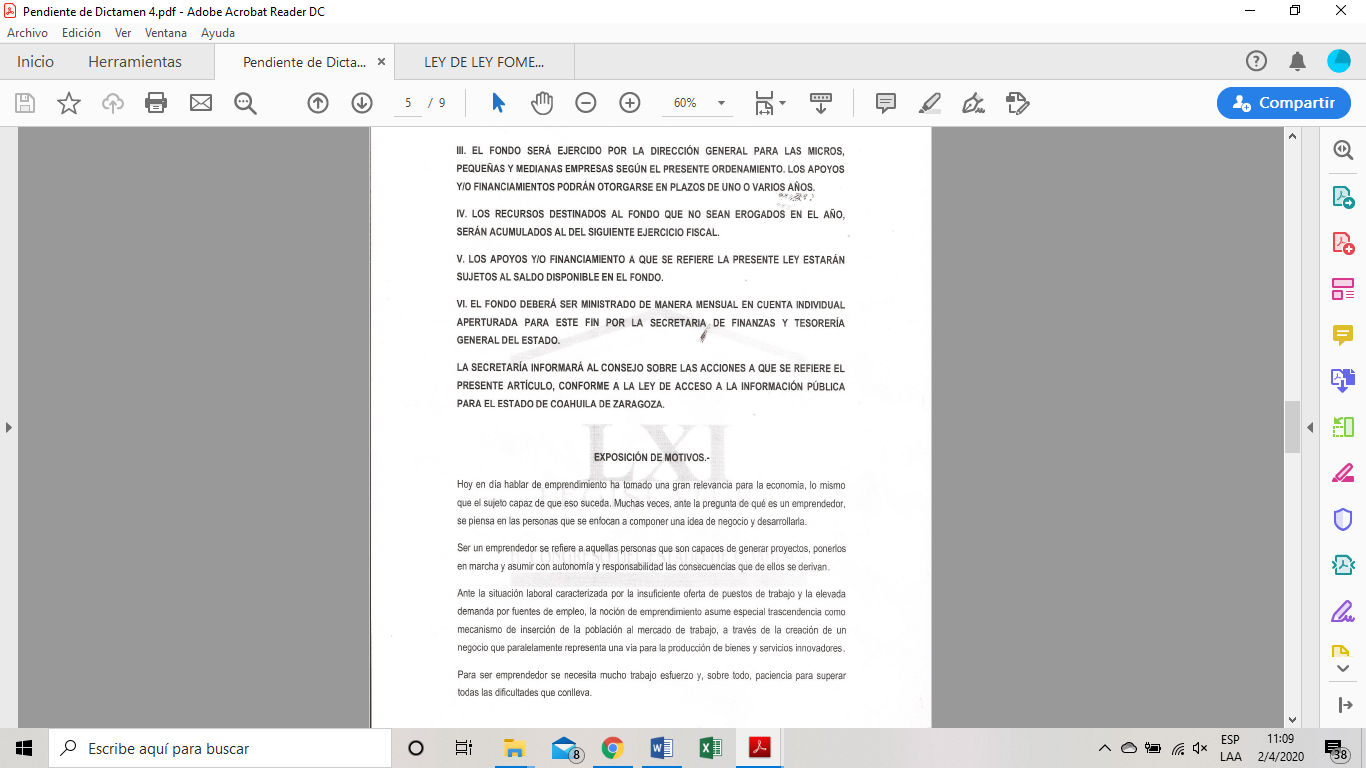 Pendiente de Dictamen 4.pdf - Adobe Acrobat Reader DC
Archivo Edición Ver Ventana Ayuda
Inicio Herramientas Pendiente de Dicta... × LEY DE LEY FOME...
5 / 9 60% Compartir
III. EL FONDO SERÁ EJERCIDO POR LA DIRECCIÓN GENERAL PARA LAS MICROS,
PEQUEÑAS Y MEDIANAS EMPRESAS SEGÚN EL PRESENTE ORDENAMIENTO. LOS APOYOS
Y/O FINANCIAMIENTOS PODRÁN OTORGARSE EN PLAZOS DE UNO O VARIOS AÑOS.
IV. LOS RECURSOS DESTINADOS AL FONDO QUE NO SEAN EROGADOS EN EL AÑO,
SERÁN ACUMULADOS AL DEL SIGUIENTE EJERCICIO FISCAL.
V. LOS APOYOS Y/O FINANCIAMIENTO A QUE SE REFIERE LA PRESENTE LEY ESTARÁN
SUJETOS AL SALDO DISPONIBLE EN EL FONDO.
VI. EL FONDO DEBERÁ SER MINISTRADO DE MANERA MENSUAL EN CUENTA INDIVIDUAL
APERTURADA PARA ESTE FIN POR LA SECRETARIA DE FINANZAS Y TESORERÍA
GENERAL DEL ESTADO.
LA SECRETARÍA INFORMARÁ AL CONSEJO SOBRE LAS ACCIONES A QUE SE REFIERE EL
PRESENTE ARTÍCULO, CONFORME A LA LEY DE ACCESO A LA INFORMACIÓN PÚBLICA
PARA EL ESTADO DE COAHUILA DE ZARAGOZA.
LXI
EXPOSICIÓN DE MOTIVOS.-
Hoy en día hablar de emprendimiento ha tomado una gran relevancia para la economía, lo mismo
que el sujeto capaz de que eso suceda. Muchas veces, ante la pregunta de qué es un emprendedor,
se piensa en las personas que se enfocan a componer una idea de negocio y desarrollarla.
Ser un emprendedor se refiere a aquellas personas que son capaces de generar proyectos, ponerlos
en marcha y asumir con autonomía y responsabilidad las consecuencias que de ellos se derivan.
Ante la situación laboral caracterizada por la insuficiente oferta de puestos de trabajo y la elevada
demanda por fuentes de empleo, la noción de emprendimiento asume especial trascendencia como
mecanismo de inserción de la población al mercado de trabajo, a través de la creación de un
negocio que paralelamente representa una vía para la producción de bienes y servicios innovadores.
Para ser emprendedor se necesita mucho trabajo esfuerzo y, sobre todo, paciencia para superar
todas las dificultades que conlleva.
Escribe aquí para buscar
8
ESP 11:09
LAA 2/4/2020
38